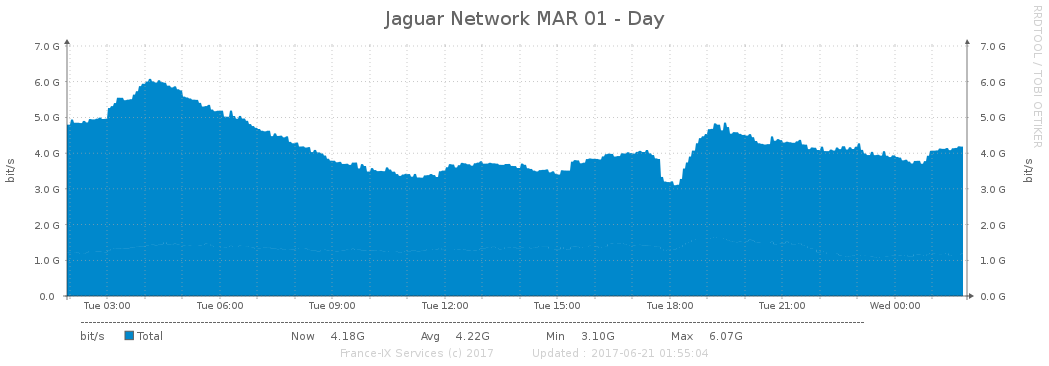 Jaguar Network MAR 01 - Day
RRDTOOL / TOBI OETIKER
bit/s
7.0 G
6.0 G
5.0 G
4.0 G
3.0 G
2.0 G
1.0 G
0.0
7.0 G
6.0 G
5.0 G
4.0 G
3.0 G
2.0 G
1.0 G
0.0 G
bit/s
Tue 03:00 Tue 06:00 Tue 09:00 Tue 12:00 Tue 15:00 Tue 18:00 Tue 21:00 Wed 00:00
bit/s Total Now 4.18G Avg 4.22G Min 3.10G Max 6.07G
France-IX Services (c) 2017 Updated : 2017-06-21 01:55:04